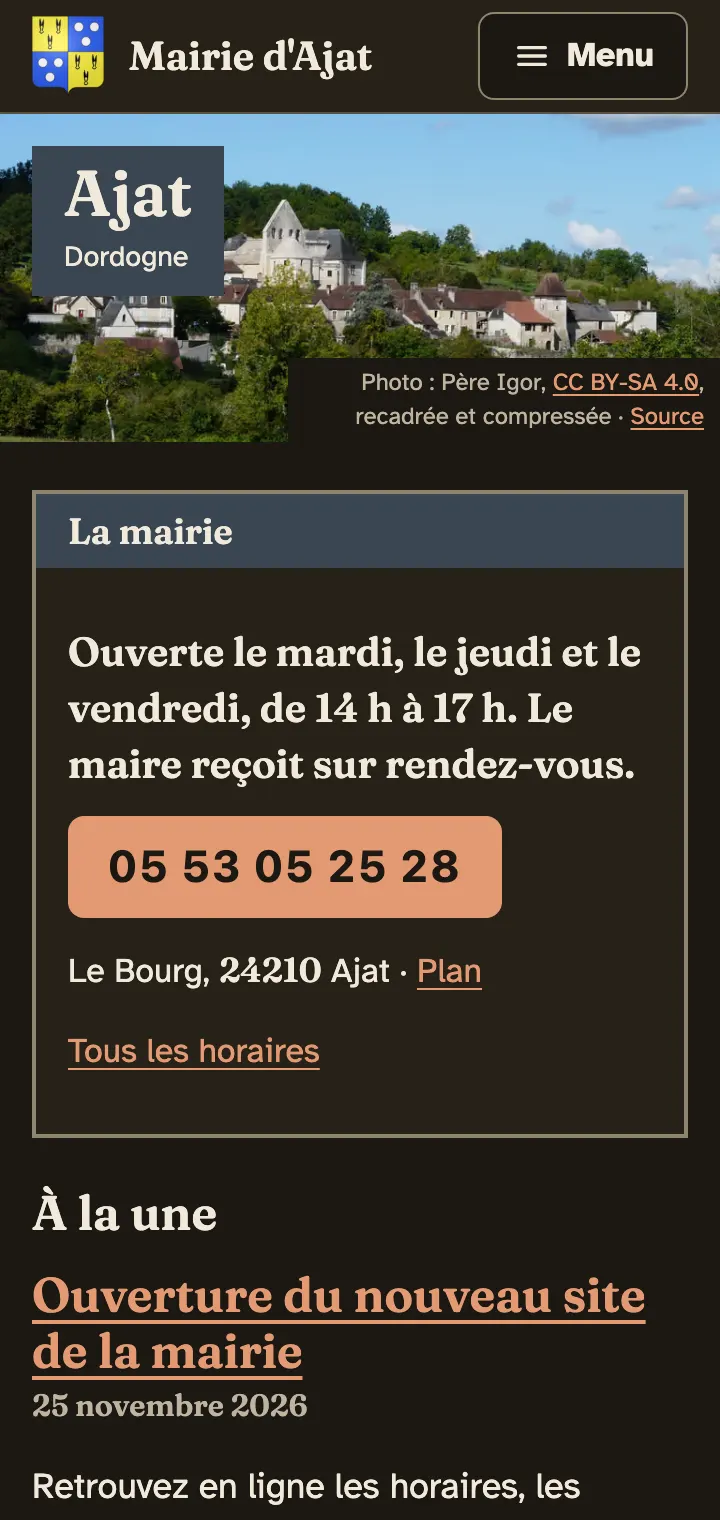 Mairie d'Ajat
Menu
Ajat
Dordogne
Photo : Père Igor, CC BY-SA 4.0,
recadrée et compressée · Source
La mairie
Ouverte le mardi, le jeudi et le
vendredi, de 14 h à 17 h. Le
maire reçoit sur rendez-vous.
05 53 05 25 28
Le Bourg, 24210 Ajat · Plan
Tous les horaires
À la une
Ouverture du nouveau site
de la mairie
25 novembre 2026
Retrouvez en ligne les horaires, les